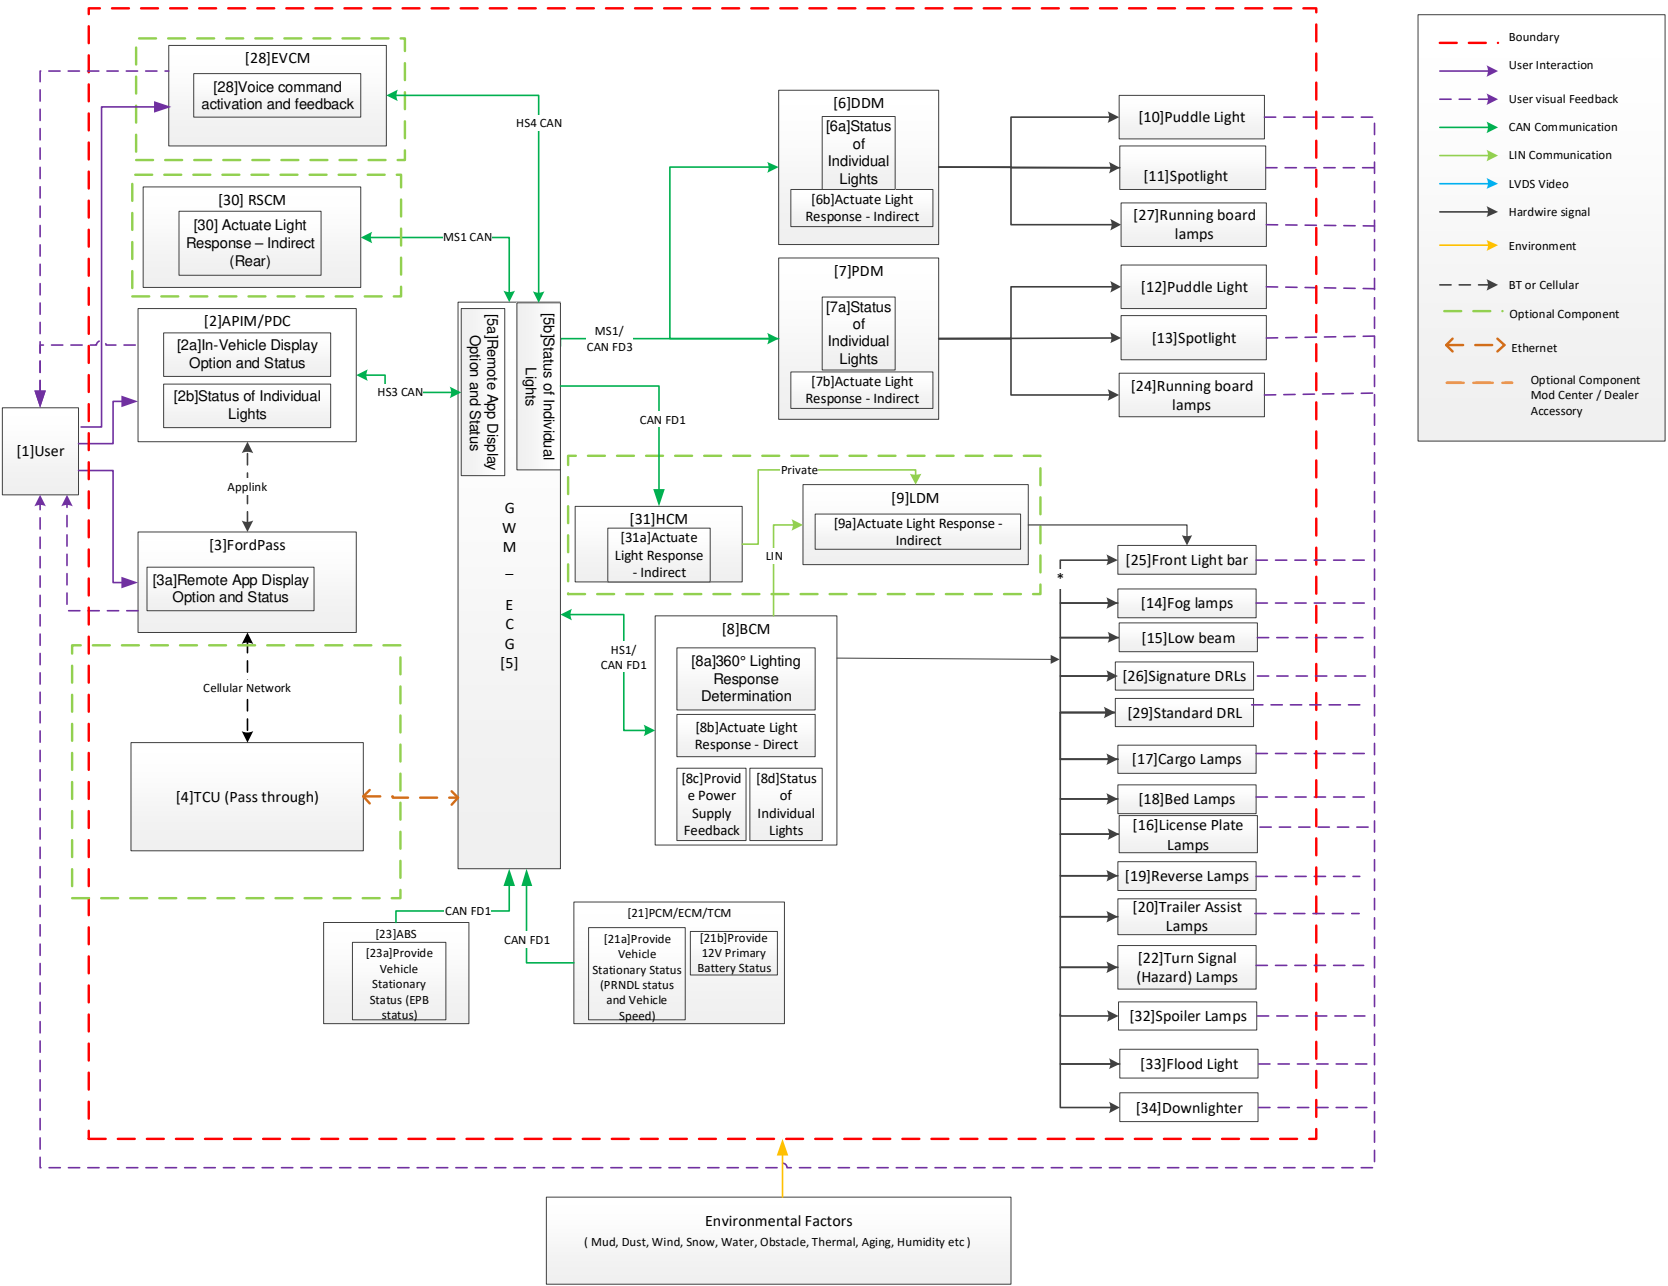 [28]EVCM
[28]Voice command
activation and feedback
HS4 CAN
[30] RSCM
[30] Actuate Light
Response – Indirect
(Rear)
MS1 CAN
[2]APIM/PDC
[2a]In-Vehicle Display
Option and Status
[2b]Status of Individual
Lights
HS3 CAN
[1]User
Applink
[3]FordPass
[3a]Remote App Display
Option and Status
Cellular Network
[4]TCU (Pass through)
[5a]Remote App Display
Option and Status
[5b]Status of Individual
Lights
G
W
M
–
E
C
G
[5]
MS1/
CAN FD3
CAN FD1
HS1/
CAN FD1
[6]DDM
[6a]Status
of
Individual
Lights
[6b]Actuate Light
Response - Indirect
[7]PDM
[7a]Status
of
Individual
Lights
[7b]Actuate Light
Response - Indirect
[10]Puddle Light
[11]Spotlight
[27]Running board
lamps
[12]Puddle Light
[13]Spotlight
[24]Running board
lamps
Private
[9]LDM
[9a]Actuate Light Response -
Indirect
[31]HCM
[31a]Actuate
Light Response
- Indirect
LIN
[8]BCM
[8a]360° Lighting
Response
Determination
[8b]Actuate Light
Response - Direct
[8c]Provid
e Power
Supply
Feedback
[8d]Status
of
Individual
Lights
*
[25]Front Light bar
[14]Fog lamps
[15]Low beam
[26]Signature DRLs
[29]Standard DRL
[17]Cargo Lamps
[18]Bed Lamps
[16]License Plate
Lamps
[19]Reverse Lamps
[20]Trailer Assist
Lamps
[22]Turn Signal
(Hazard) Lamps
[32]Spoiler Lamps
[33]Flood Light
[34]Downlighter
CAN FD1
[23]ABS
[23a]Provide
Vehicle
Stationary
Status (EPB
status)
CAN FD1
[21]PCM/ECM/TCM
[21a]Provide
Vehicle
Stationary Status
(PRNDL status
and Vehicle
Speed)
[21b]Provide
12V Primary
Battery Status
Environmental Factors
( Mud, Dust, Wind, Snow, Water, Obstacle, Thermal, Aging, Humidity etc )
Boundary
User Interaction
User visual Feedback
CAN Communication
LIN Communication
LVDS Video
Hardwire signal
Environment
BT or Cellular
Optional Component
Ethernet
Optional Component
Mod Center / Dealer
Accessory